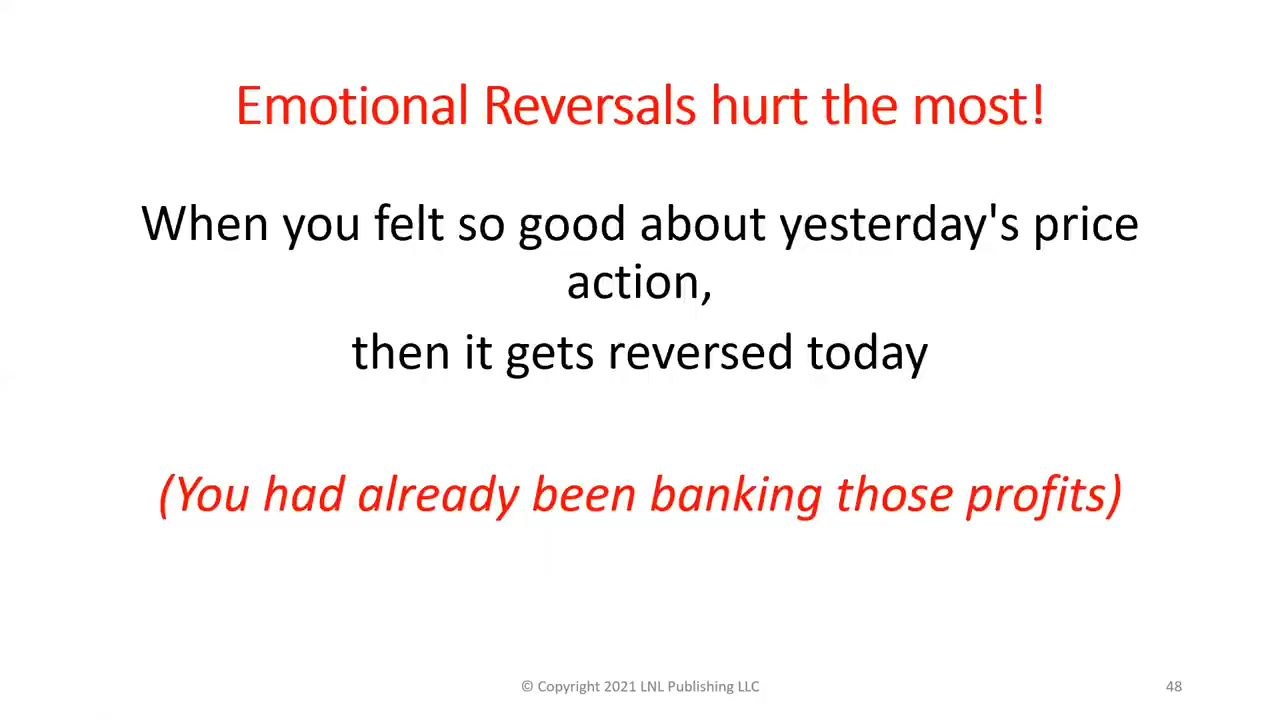 Emotional Reversals hurt the most!
When you felt so good about yesterday's price
action,
then it gets reversed today
(You had already been banking those profits)
© Copyright 2021 LNL Publishing LLC
48